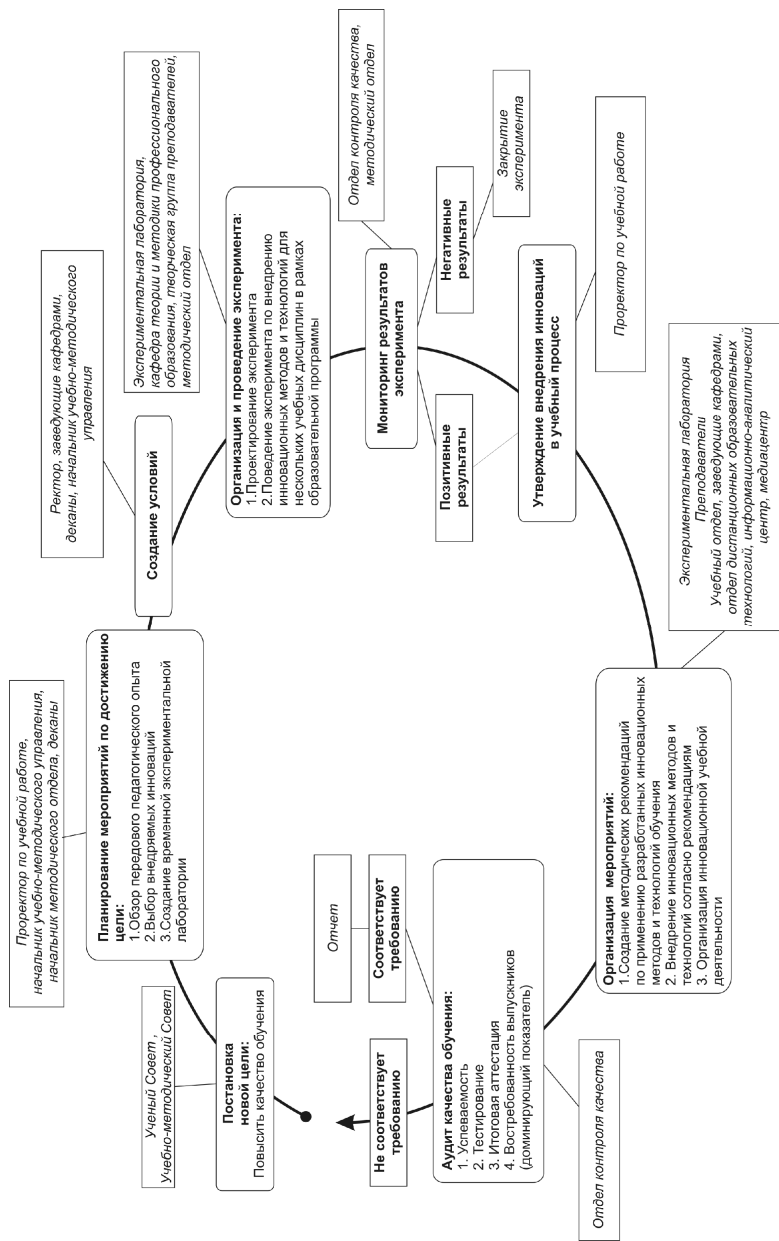 Ученый Совет,
Учебно-методический Совет
Постановка
новой цели:
Повысить качество обучения
Проректор по учебной работе,
начальник учебно-методического управления,
начальник методического отдела, деканы
Планирование мероприятий по достижению
цели:
1.Обзор передового педагогического опыта
2.Выбор внедряемых инноваций
3.Создание временной экспериментальной
лаборатории
Ректор, заведующие кафедрами,
деканы, начальник учебно-методического
управления
Создание условий
Экспериментальная лаборатория,
кафедра теории и методики профессионального
образования, творческая группа преподавателей,
методический отдел
Организация и проведение эксперимента:
1.Проектирование эксперимента
2.Поведение эксперимента по внедрению
инновационных методов и технологий для
нескольких учебных дисциплин в рамках
образовательной программы
Отдел контроля качества,
методический отдел
Мониторинг результатов
эксперимента
Позитивные
результаты
Негативные
результаты
Закрытие
эксперимента
Утверждение внедрения инноваций
в учебный процесс
Проректор по учебной работе
Экспериментальная лаборатория
Преподаватели
Учебный отдел, заведующие кафедрами,
отдел дистанционных образовательных
технологий, информационно-аналитический
центр, медиацентр
Организация мероприятий:
1.Создание методических рекомендаций
по применению разработанных инновационных
методов и технологий обучения
2. Внедрение инновационных методов и
технологий согласно рекомендациям
3. Организация инновационной учебной
деятельности
Отдел контроля качества
Аудит качества обучения:
1. Успеваемость
2. Тестирование
3. Итоговая аттестация
4. Востребованность выпускников
(доминирующий показатель)
Не соответствует
требованию
Соответствует
требованию
Отчет